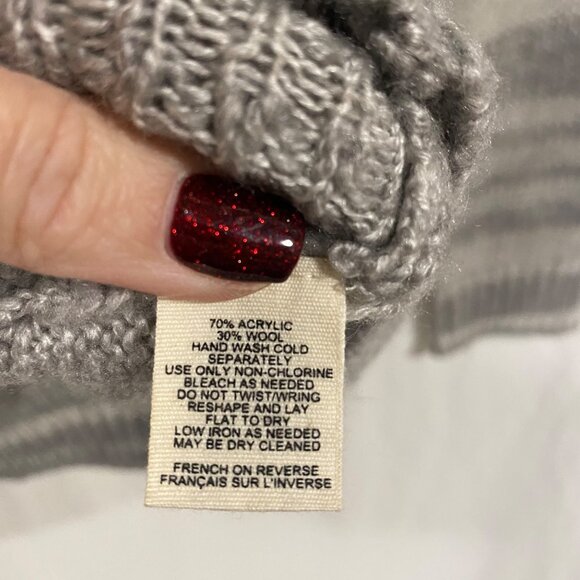 70% ACRYLIC
30% WOOL
HAND WASH COLD
SEPARATELY
USE ONLY NON-CHLORINE
BLEACH AS NEEDED
DO NOT TWIST/WRING
RESHAPE AND LAY
FLAT TO DRY
LOW IRON AS NEEDED
MAY BE DRY CLEANED
FRENCH ON REVERSE
FRANÇAIS SUR L'INVERSE